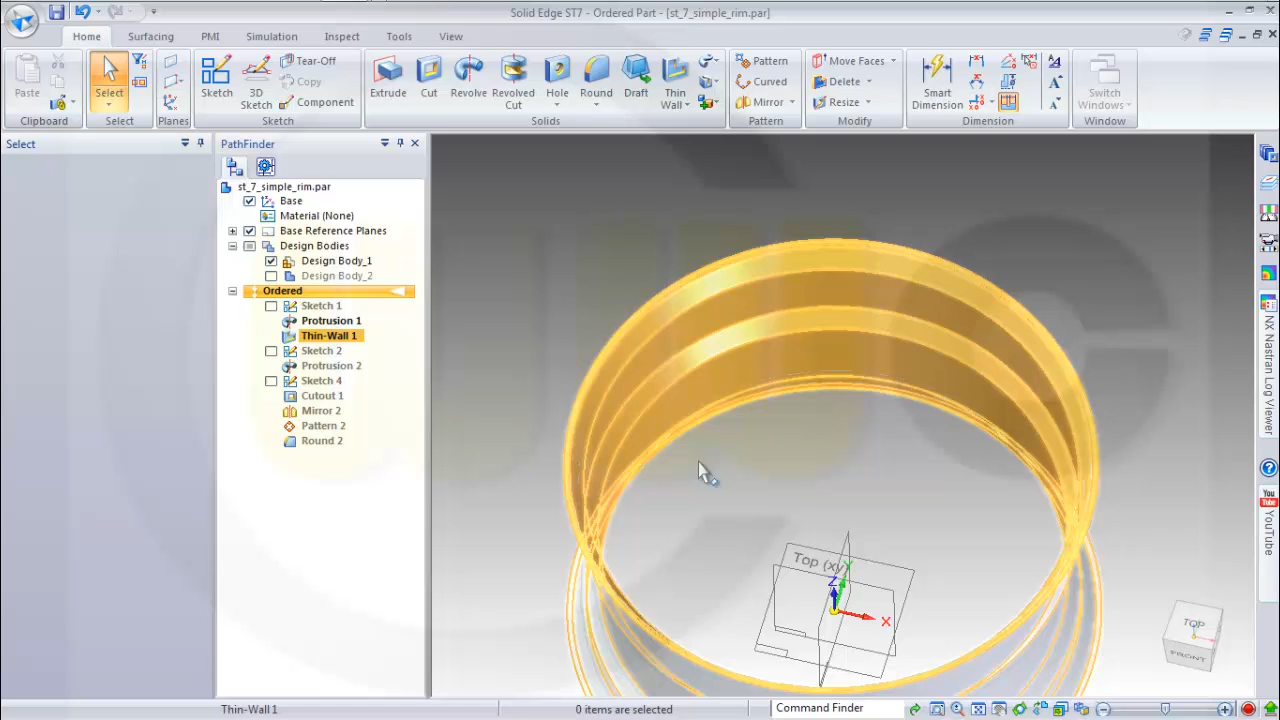 Solid Edge ST7 - Ordered Part - [st_7_simple_rim.par]
Home Surfacing PMI Simulation Inspect Tools View
Paste
Clipboard
Select
Select
Planes
Sketch
3D Sketch
Tear-Off
Copy
Component
Sketch
Extrude
Cut
Revolve
Revolved Cut
Hole
Round
Draft
Thin Wall
Solids
Pattern
Curved
Mirror
Pattern
Move Faces
Delete
Resize
Modify
Smart Dimension
Dimension
Switch Windows
Window
Select
PathFinder
st_7_simple_rim.par
Base
Material (None)
Base Reference Planes
Design Bodies
Design Body_1
Design Body_2
Ordered
Sketch 1
Protrusion 1
Thin-Wall 1
Sketch 2
Protrusion 2
Sketch 4
Cutout 1
Mirror 2
Pattern 2
Round 2
Top (xy)
Y
Z
X
TOP
FRONT
NX Nastran Log Viewer
You Tube
YouTube
Thin-Wall 1
0 items are selected
Command Finder